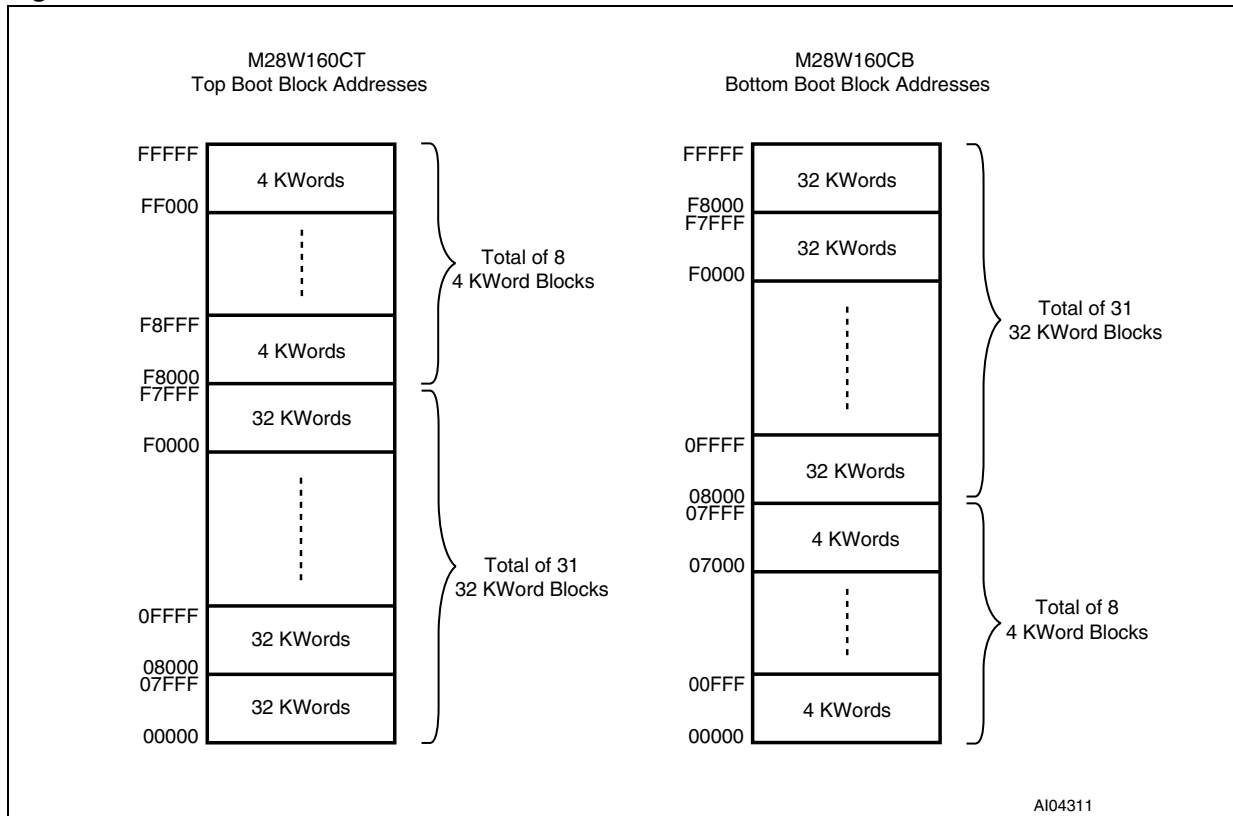 M28W160CT
Top Boot Block Addresses
FFFFF
4 KWords
FF000
Total of 8
4 KWord Blocks
F8FFF
4 KWords
F8000
F7FFF
32 KWords
F0000
Total of 31
32 KWord Blocks
0FFFF
32 KWords
08000
07FFF
32 KWords
00000
M28W160CB
Bottom Boot Block Addresses
FFFFF
32 KWords
F8000
F7FFF
32 KWords
F0000
Total of 31
32 KWord Blocks
0FFFF
32 KWords
08000
07FFF
4 KWords
07000
Total of 8
4 KWord Blocks
00FFF
4 KWords
00000
AI04311